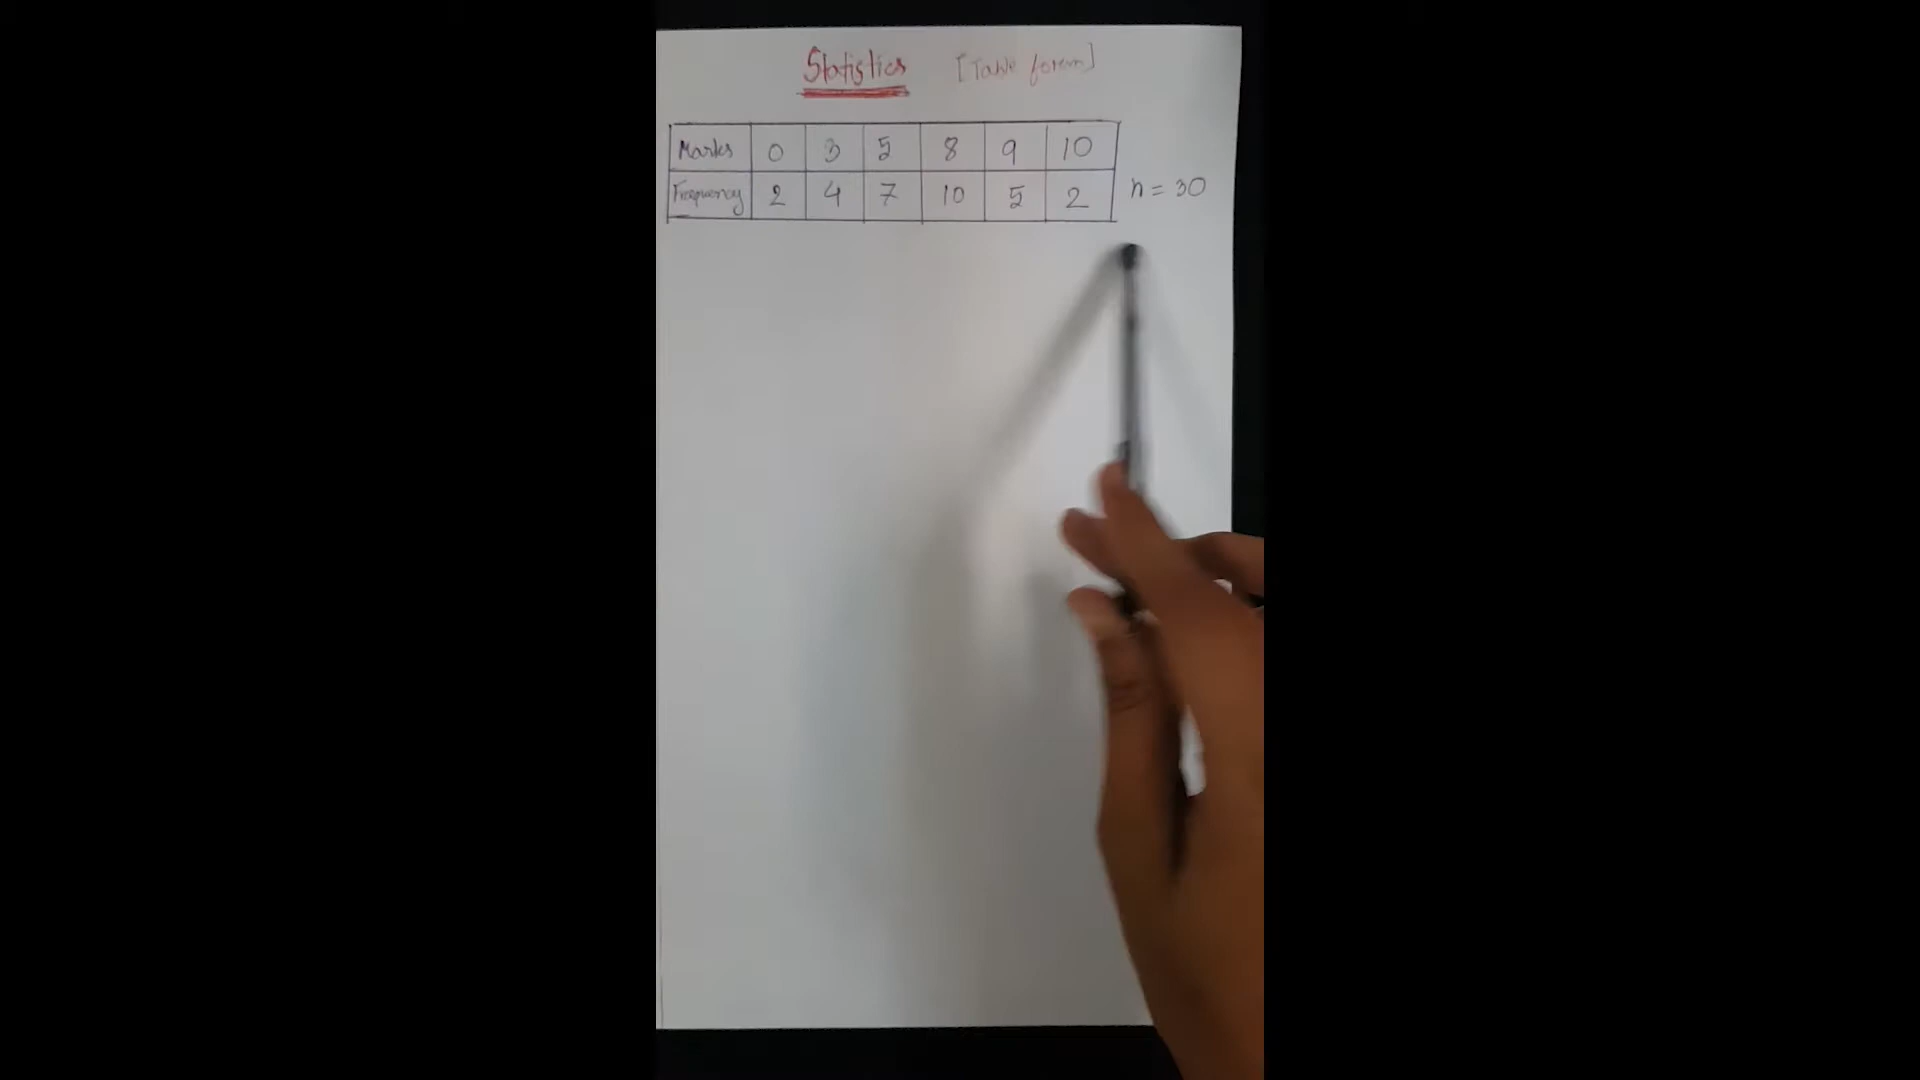 Statistics [Table form]
Marks 0 3 5 8 9 10
Frequency 2 4 7 10 5 2 n = 30